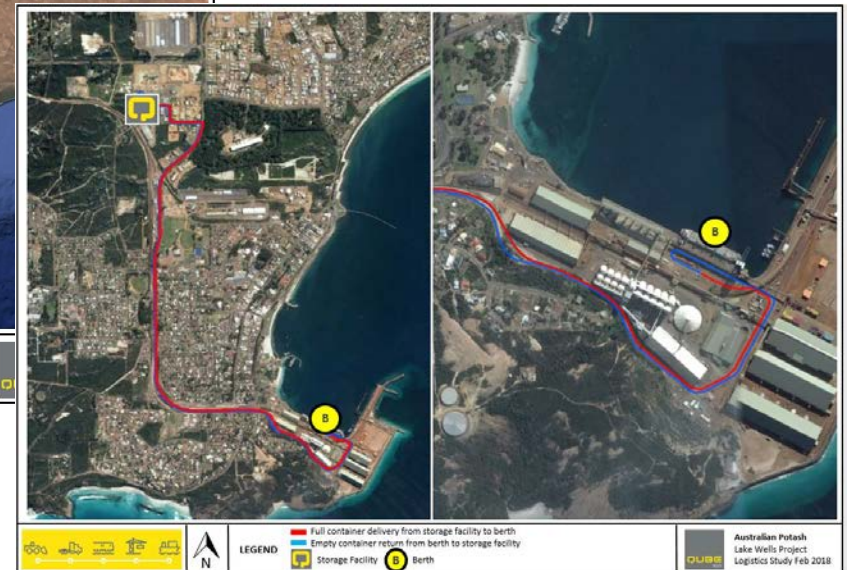 B
B
LEGEND
Full container delivery from storage facility to berth
Empty container return from berth to storage facility
Storage Facility
B
Berth
N
QUBE
Australian Potash
Lake Wells Project
Logistics Study Feb 2018